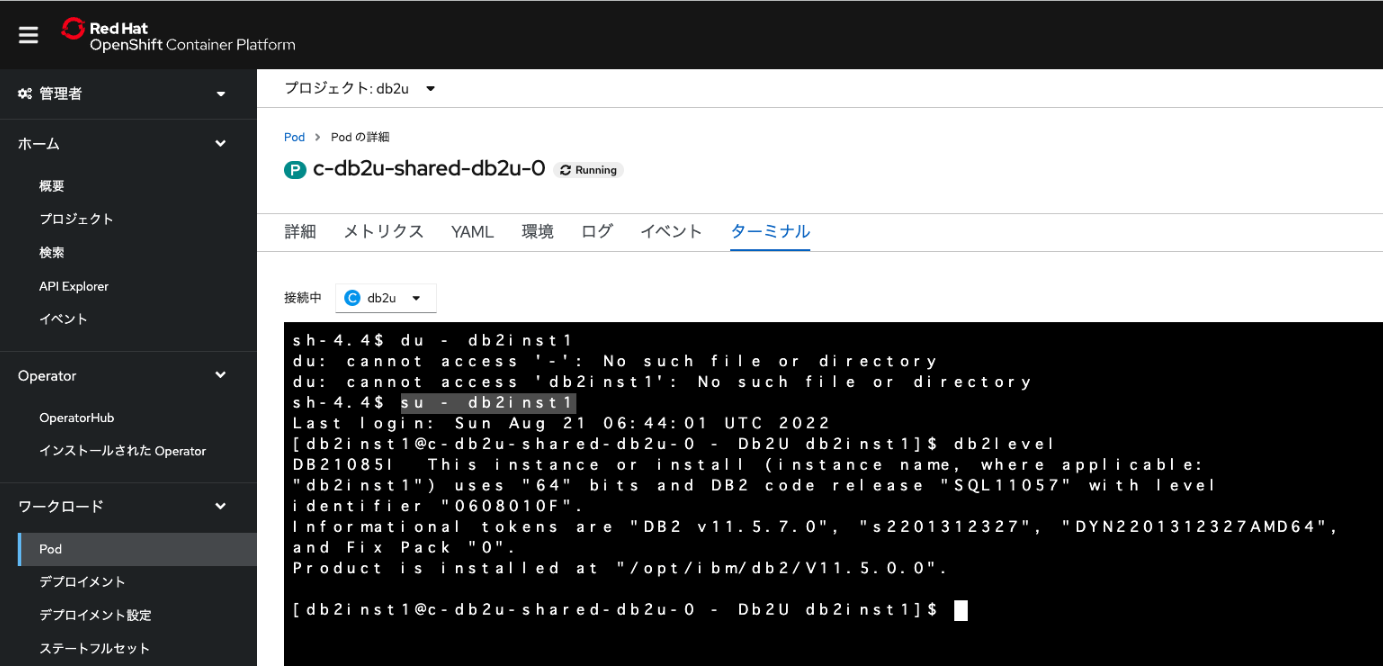 Red Hat
OpenShift Container Platform
管理者
ホーム
概要
プロジェクト
検索
API Explorer
イベント
Operator
OperatorHub
インストールされた Operator
ワークロード
Pod
デプロイメント
デプロイメント設定
ステートフルセット
プロジェクト: db2u
Pod > Pod の詳細
P c-db2u-shared-db2u-0 Running
詳細 メトリクス YAML 環境 ログ イベント ターミナル
接続中 C db2u
sh-4.4$ du - db2inst1
du: cannot access '-': No such file or directory
du: cannot access 'db2inst1': No such file or directory
sh-4.4$ su - db2inst1
Last login: Sun Aug 21 06:44:01 UTC 2022
[db2inst1@c-db2u-shared-db2u-0 - Db2U db2inst1]$ db2level
DB21085I  This instance or install (instance name, where applicable:
"db2inst1") uses "64" bits and DB2 code release "SQL11057" with level
identifier "0608010F".
Informational tokens are "DB2 v11.5.7.0", "s2201312327", "DYN2201312327AMD64",
and Fix Pack "0".
Product is installed at "/opt/ibm/db2/V11.5.0.0".
[db2inst1@c-db2u-shared-db2u-0 - Db2U db2inst1]$